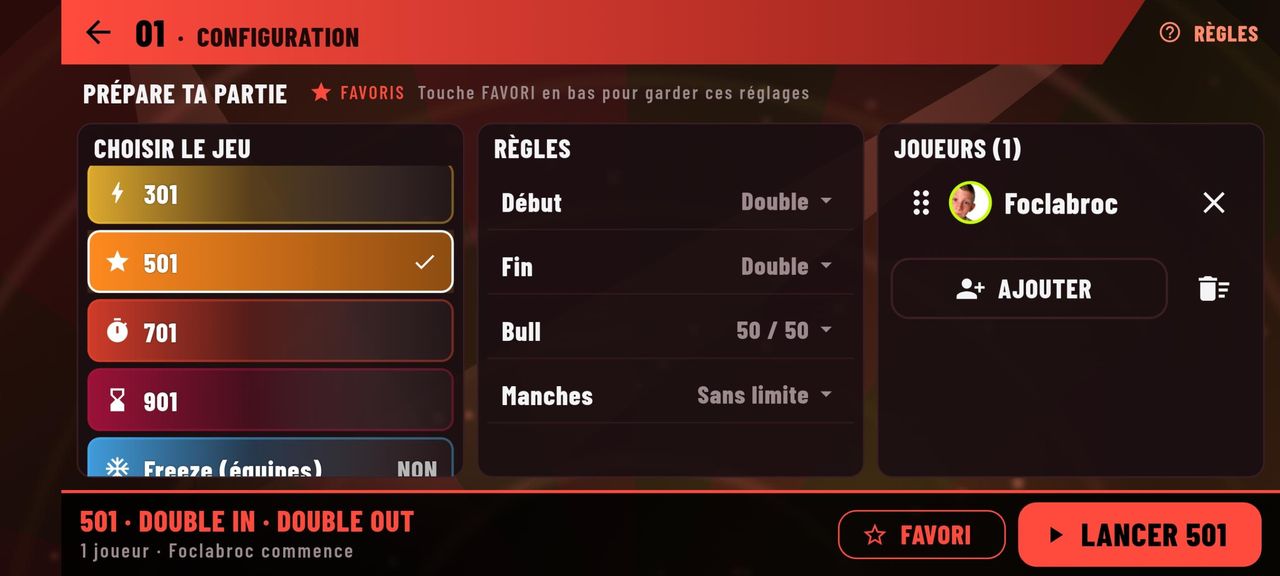 01 · CONFIGURATION
RÈGLES
PRÉPARE TA PARTIE
FAVORIS
Touche FAVORI en bas pour garder ces réglages
CHOISIR LE JEU
301
501
701
901
Freeze (équipes) NON
RÈGLES
Début Double
Fin Double
Bull 50 / 50
Manches Sans limite
JOUEURS (1)
Foclabroc
AJOUTER
501 · DOUBLE IN · DOUBLE OUT
1 joueur · Foclabroc commence
FAVORI
LANCER 501